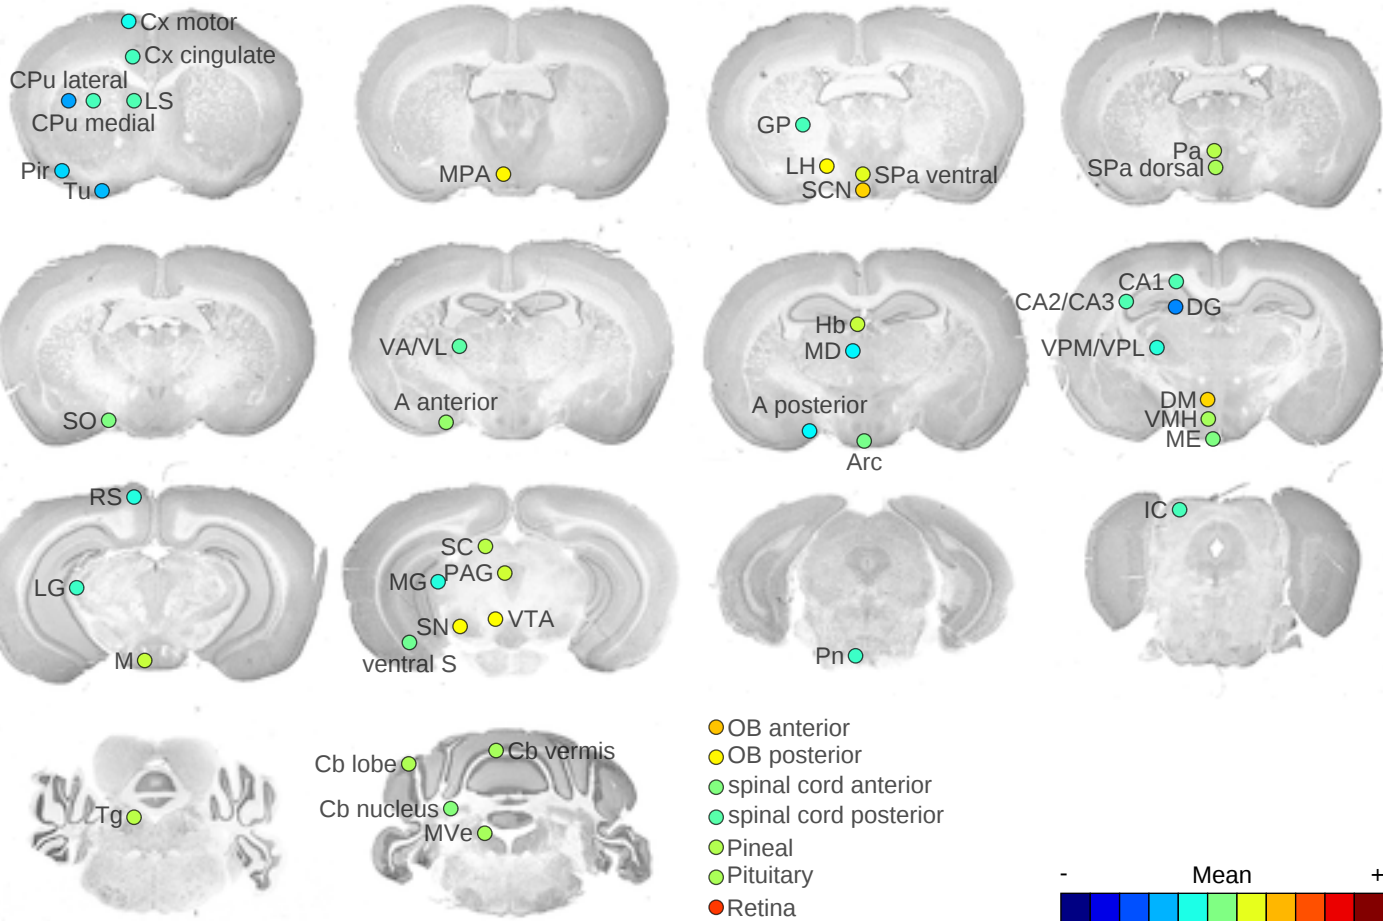 Cx motor
Cx cingulate
CPu lateral
LS
CPu medial
Pir
Tu
MPA
GP
LH
SPa ventral
SCN
Pa
SPa dorsal
SO
VA/VL
A anterior
Hb
MD
A posterior
Arc
CA1
CA2/CA3
DG
VPM/VPL
DM
VMH
ME
RS
LG
M
SC
PAG
MG
SN
VTA
ventral S
Pn
IC
Tg
Cb lobe
Cb vermis
Cb nucleus
MVe
OB anterior
OB posterior
spinal cord anterior
spinal cord posterior
Pineal
Pituitary
Retina
- Mean +